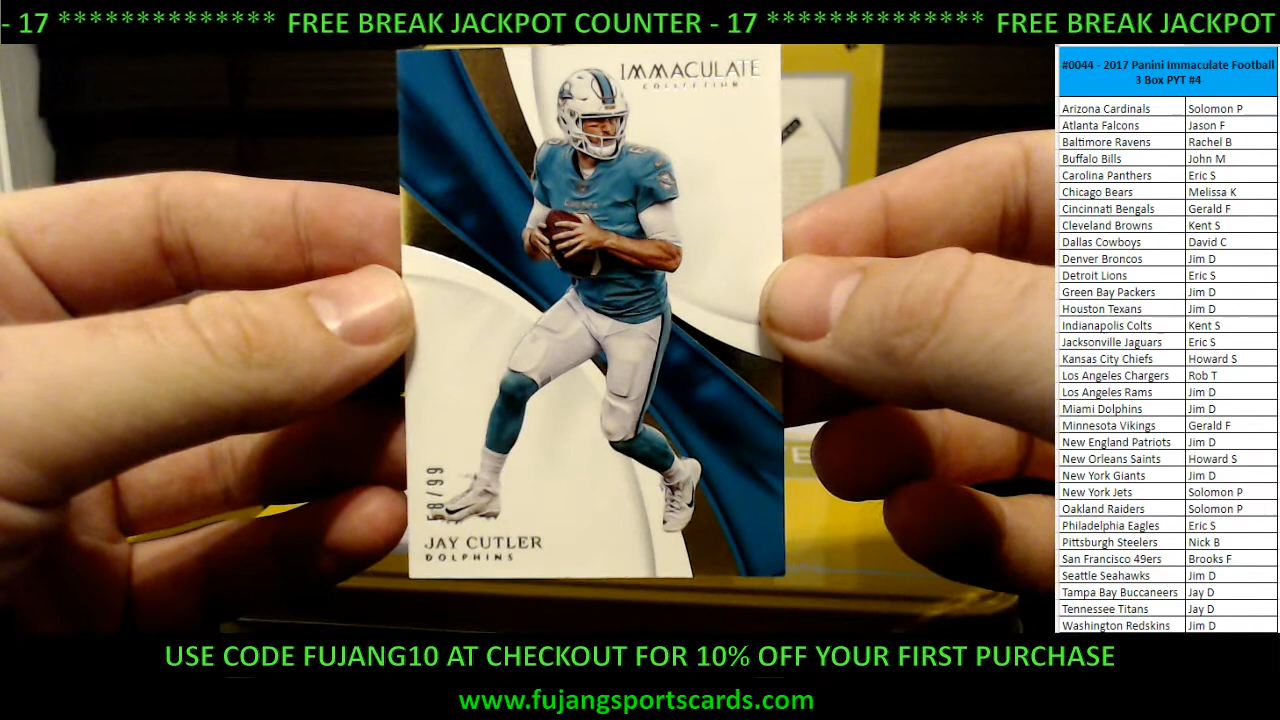 - 17 ************** FREE BREAK JACKPOT COUNTER - 17 ************** FREE BREAK JACKPOT
IMMACULATE
COLLECTION
58/99
JAY CUTLER
DOLPHINS
#0044 - 2017 Panini Immaculate Football
3 Box PYT #4
Arizona Cardinals Solomon P
Atlanta Falcons Jason F
Baltimore Ravens Rachel B
Buffalo Bills John M
Carolina Panthers Eric S
Chicago Bears Melissa K
Cincinnati Bengals Gerald F
Cleveland Browns Kent S
Dallas Cowboys David C
Denver Broncos Jim D
Detroit Lions Eric S
Green Bay Packers Jim D
Houston Texans Jim D
Indianapolis Colts Kent S
Jacksonville Jaguars Eric S
Kansas City Chiefs Howard S
Los Angeles Chargers Rob T
Los Angeles Rams Jim D
Miami Dolphins Jim D
Minnesota Vikings Gerald F
New England Patriots Jim D
New Orleans Saints Howard S
New York Giants Jim D
New York Jets Solomon P
Oakland Raiders Solomon P
Philadelphia Eagles Eric S
Pittsburgh Steelers Nick B
San Francisco 49ers Brooks F
Seattle Seahawks Jim D
Tampa Bay Buccaneers Jay D
Tennessee Titans Jay D
Washington Redskins Jim D
USE CODE FUJANG10 AT CHECKOUT FOR 10% OFF YOUR FIRST PURCHASE
www.fujangsportscards.com